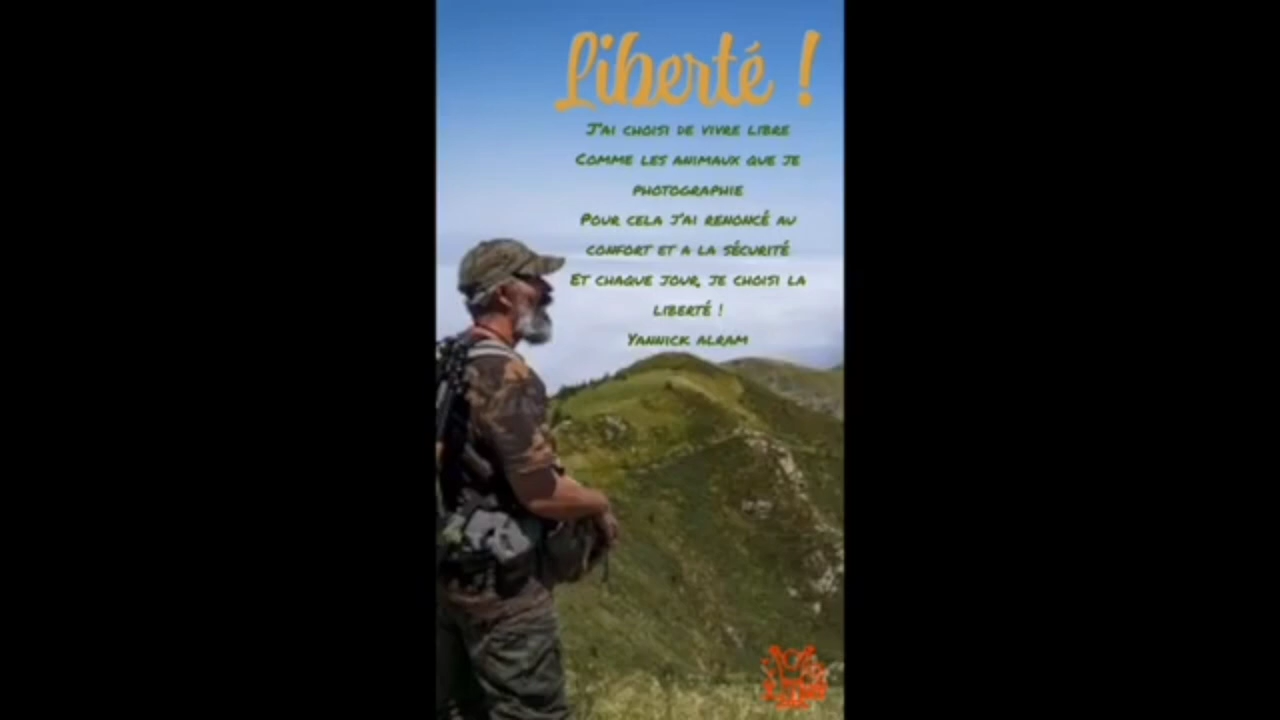 Liberté !
J'ai choisi de vivre libre
Comme les animaux que je
photographie
Pour cela j'ai renoncé au
confort et a la sécurité
Et chaque jour, je choisi la
liberté !
Yannick Alram